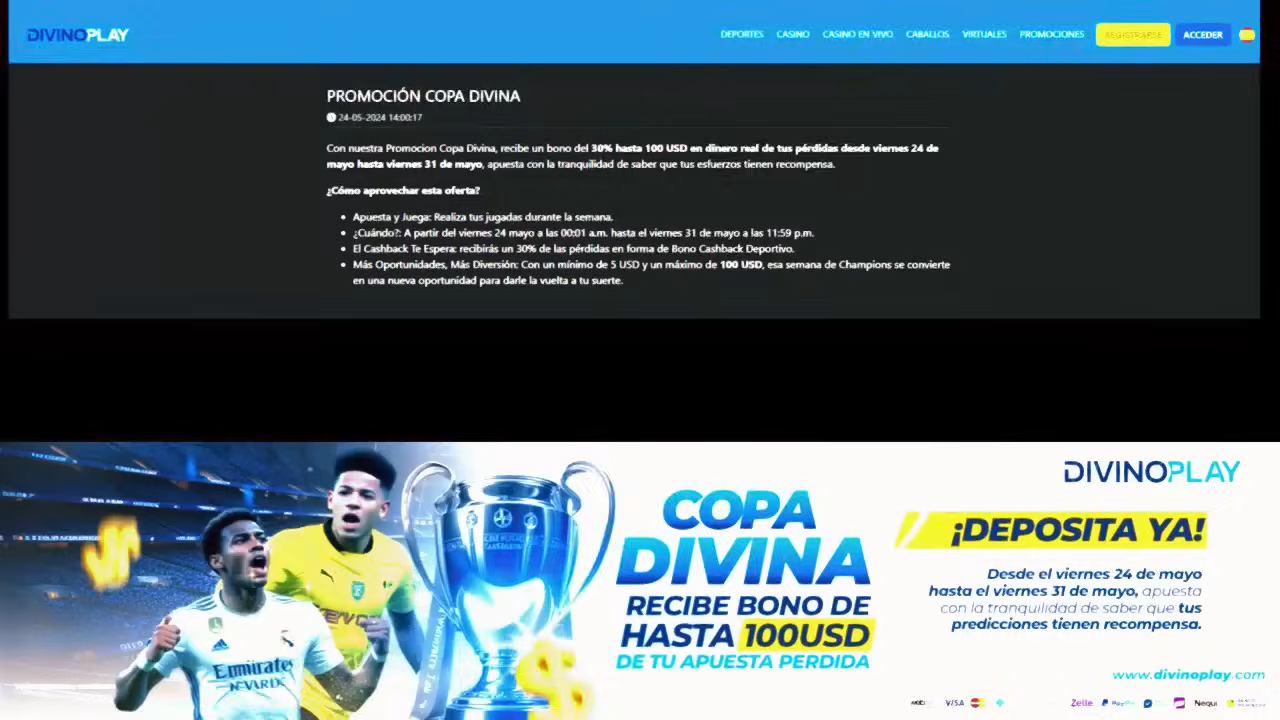 DIVINOPLAY
DEPORTES CASINO CASINO EN VIVO CABALLOS VIRTUALES PROMOCIONES REGISTRARSE ACCEDER
PROMOCIÓN COPA DIVINA
24-05-2024 14:00:17
Con nuestra Promocion Copa Divina, recibe un bono del 30% hasta 100 USD en dinero real de tus pérdidas desde viernes 24 de
mayo hasta viernes 31 de mayo, apuesta con la tranquilidad de saber que tus esfuerzos tienen recompensa.
¿Cómo aprovechar esta oferta?
Apuesta y Juega: Realiza tus jugadas durante la semana.
¿Cuándo?: A partir del viernes 24 mayo a las 00:01 a.m. hasta el viernes 31 de mayo a las 11:59 p.m.
El Cashback Te Espera: recibirás un 30% de las pérdidas en forma de Bono Cashback Deportivo.
Más Oportunidades, Más Diversión: Con un mínimo de 5 USD y un máximo de 100 USD, esa semana de Champions se convierte
en una nueva oportunidad para darle la vuelta a tu suerte.
COPA
DIVINA
RECIBE BONO DE
HASTA 100USD
DE TU APUESTA PERDIDA
DIVINOPLAY
¡DEPOSITA YA!
Desde el viernes 24 de mayo
hasta el viernes 31 de mayo, apuesta
con la tranquilidad de saber que tus
predicciones tienen recompensa.
www.divinoplay.com
VISA Zelle PayPal Nequi